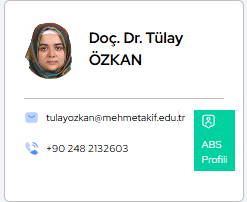 Doç. Dr. Tülay
ÖZKAN
tulayozkan@mehmetakif.edu.tr
+90 248 2132603
ABS
Profili